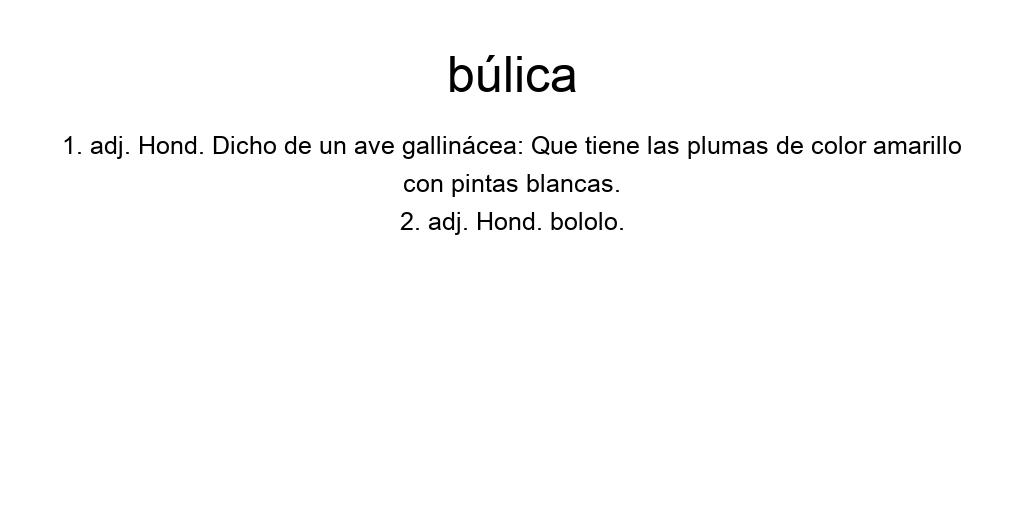 búlica
1. adj. Hond. Dicho de un ave gallinácea: Que tiene las plumas de color amarillo
con pintas blancas.
2. adj. Hond. bololo.